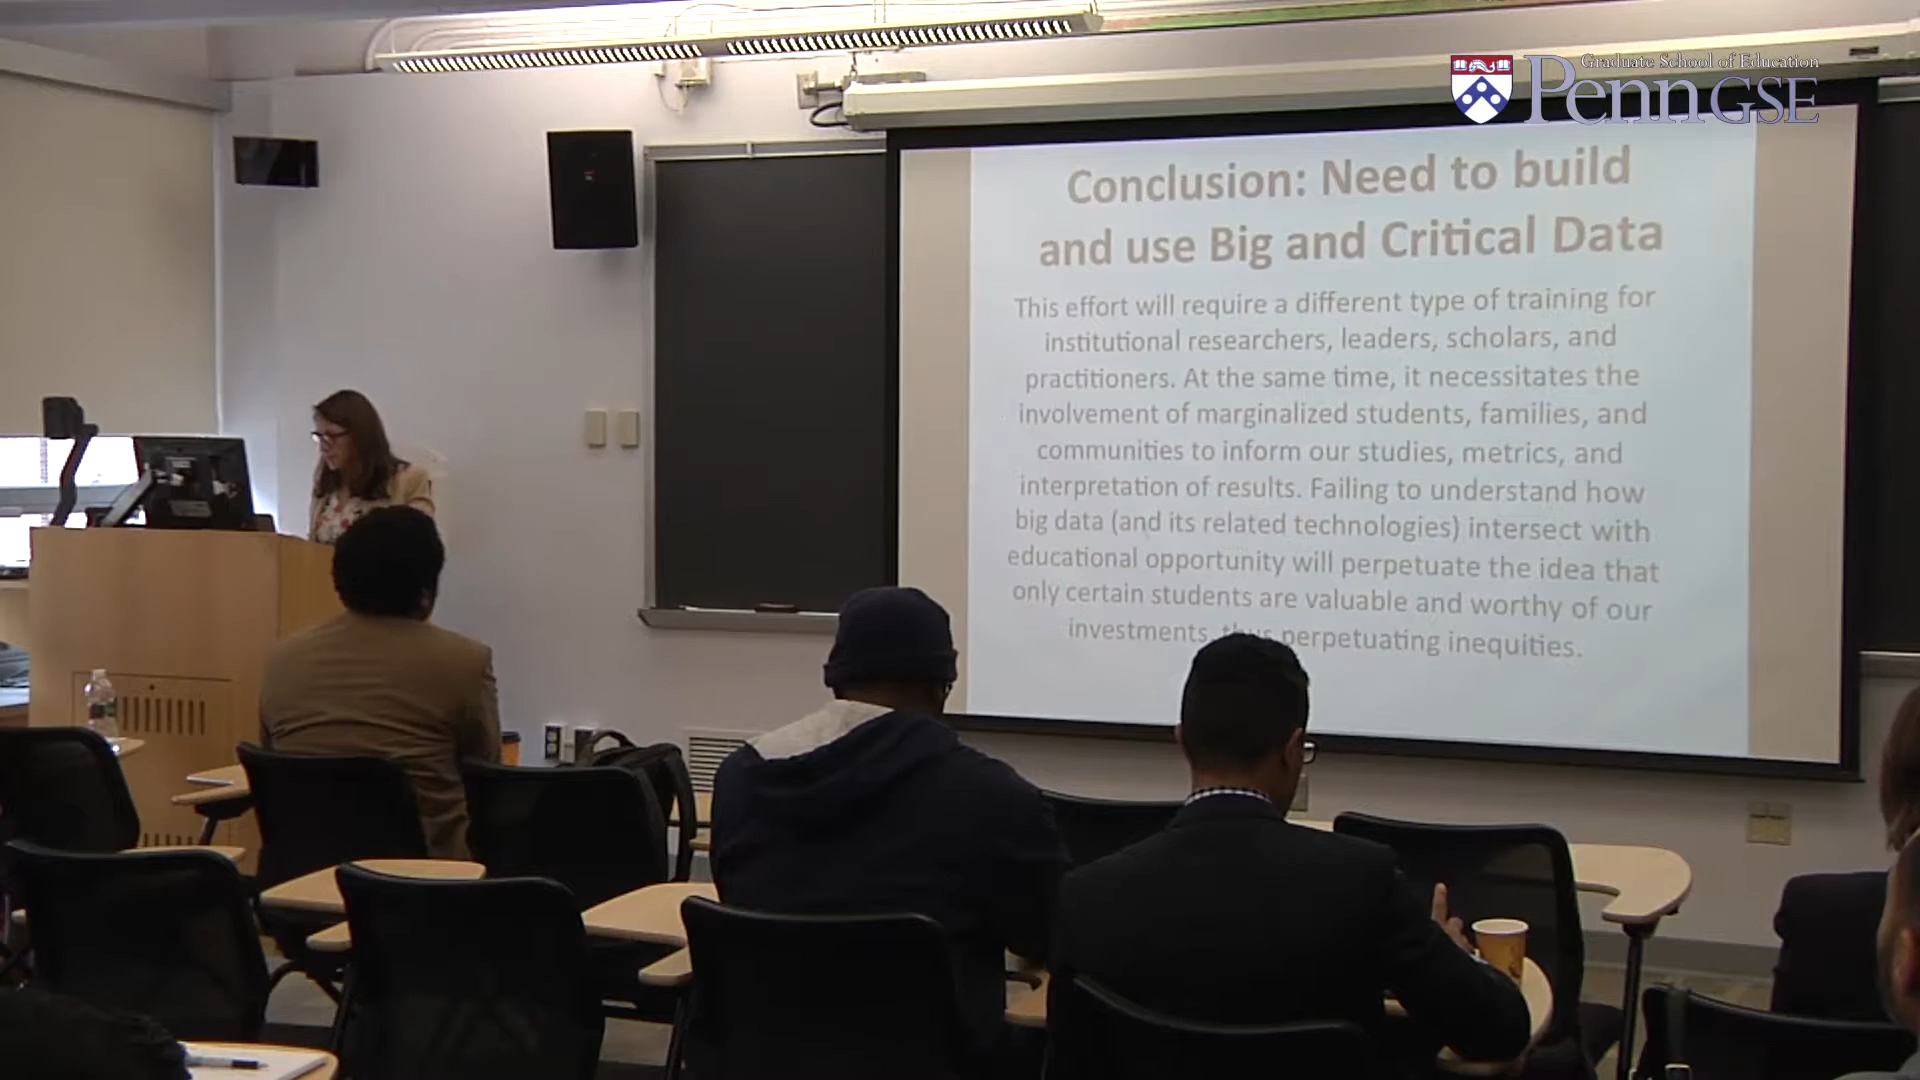 Graduate School of Education
Penn GSE
Conclusion: Need to build
and use Big and Critical Data
This effort will require a different type of training for
institutional researchers, leaders, scholars, and
practitioners. At the same time, it necessitates the
involvement of marginalized students, families, and
communities to inform our studies, metrics, and
interpretation of results. Failing to understand how
big data (and its related technologies) intersect with
educational opportunity will perpetuate the idea that
only certain students are valuable and worthy of our
investments, thus perpetuating inequities.